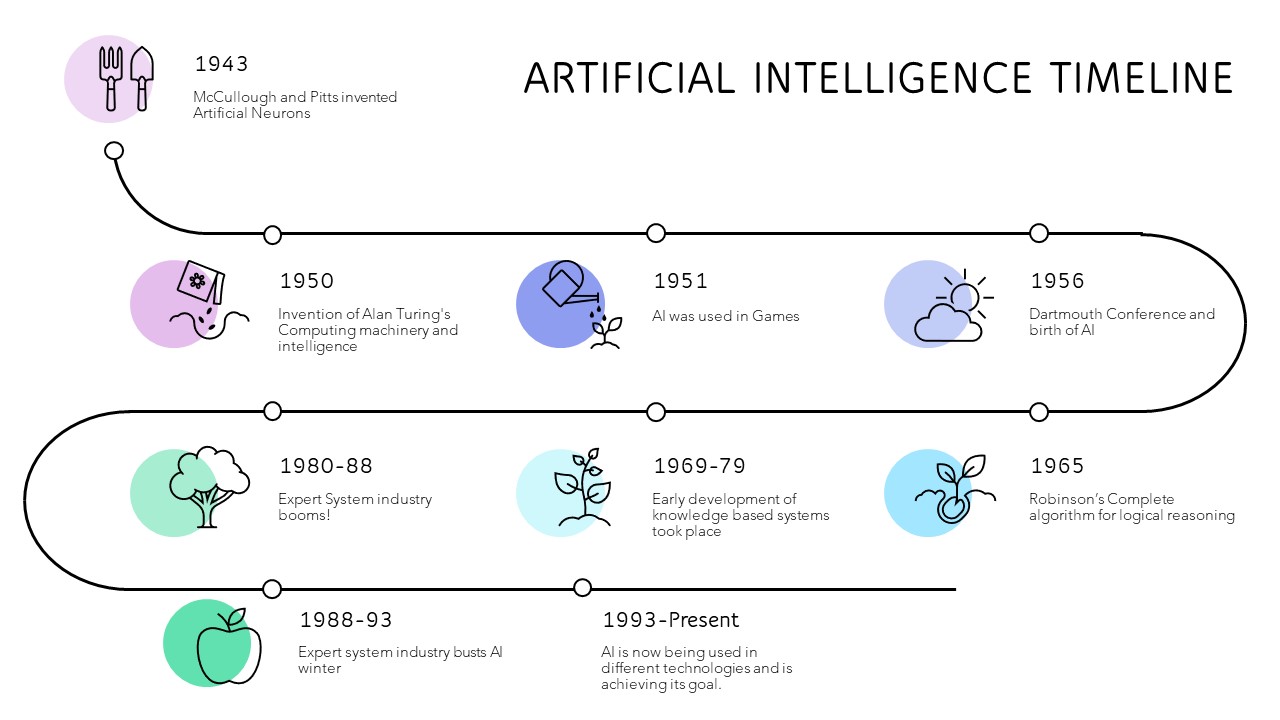 ARTIFICIAL INTELLIGENCE TIMELINE
1943
McCullough and Pitts invented
Artificial Neurons
1950
Invention of Alan Turing's
Computing machinery and
intelligence
1951
AI was used in Games
1956
Dartmouth Conference and
birth of AI
1965
Robinson's Complete
algorithm for logical reasoning
1969-79
Early development of
knowledge based systems
took place
1980-88
Expert System industry
booms!
1988-93
Expert system industry busts AI
winter
1993-Present
AI is now being used in
different technologies and is
achieving its goal.